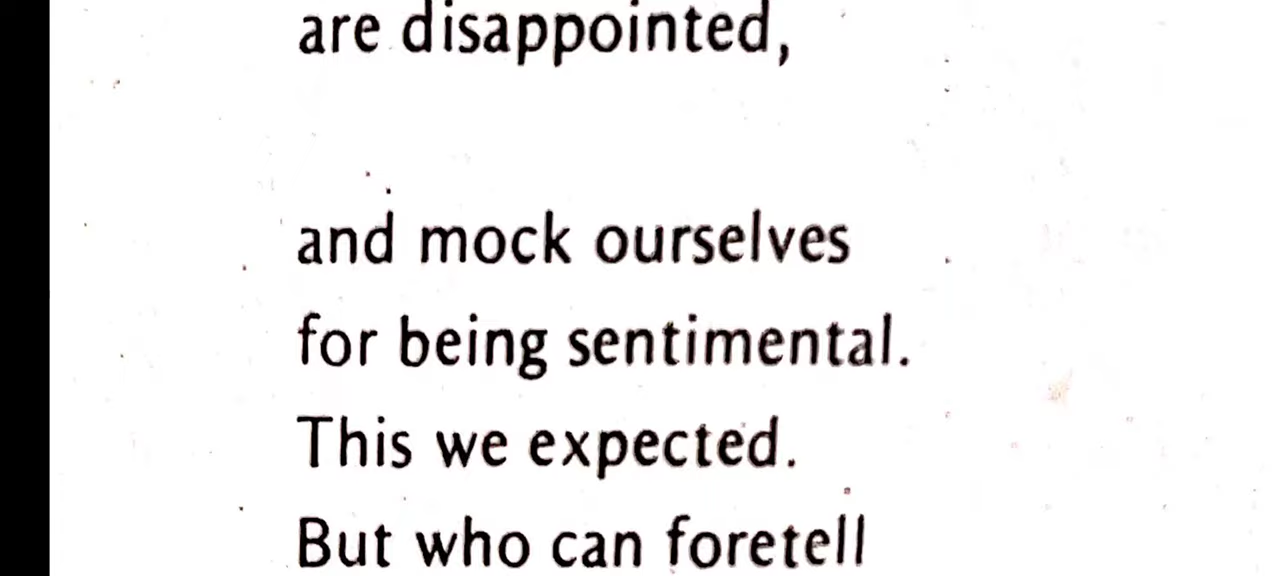 are disappointed,
and mock ourselves
for being sentimental.
This we expected.
But who can foretell